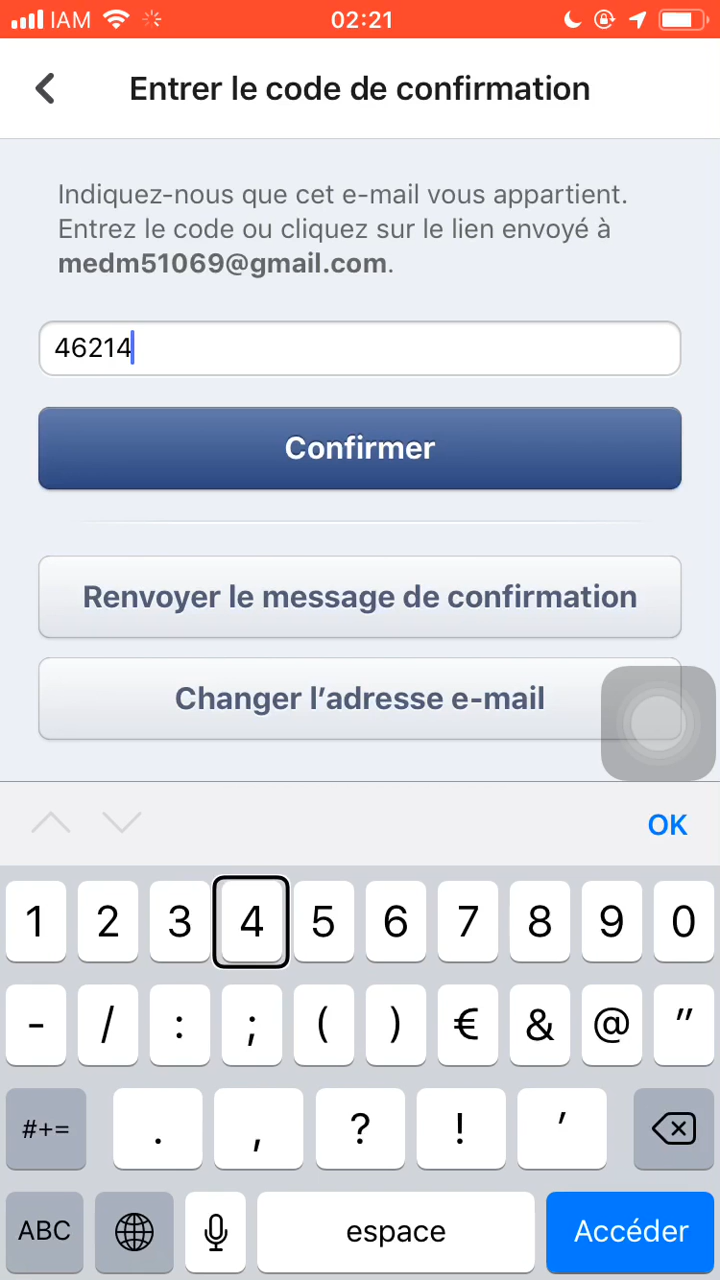 IAM 02:21
Entrer le code de confirmation
Indiquez-nous que cet e-mail vous appartient.
Entrez le code ou cliquez sur le lien envoyé à
medm51069@gmail.com.
46214
Confirmer
Renvoyer le message de confirmation
Changer l’adresse e-mail
OK
1 2 3 4 5 6 7 8 9 0
- / : ; ( ) € & @ "
#+= . , ? ! ’
ABC espace Accéder